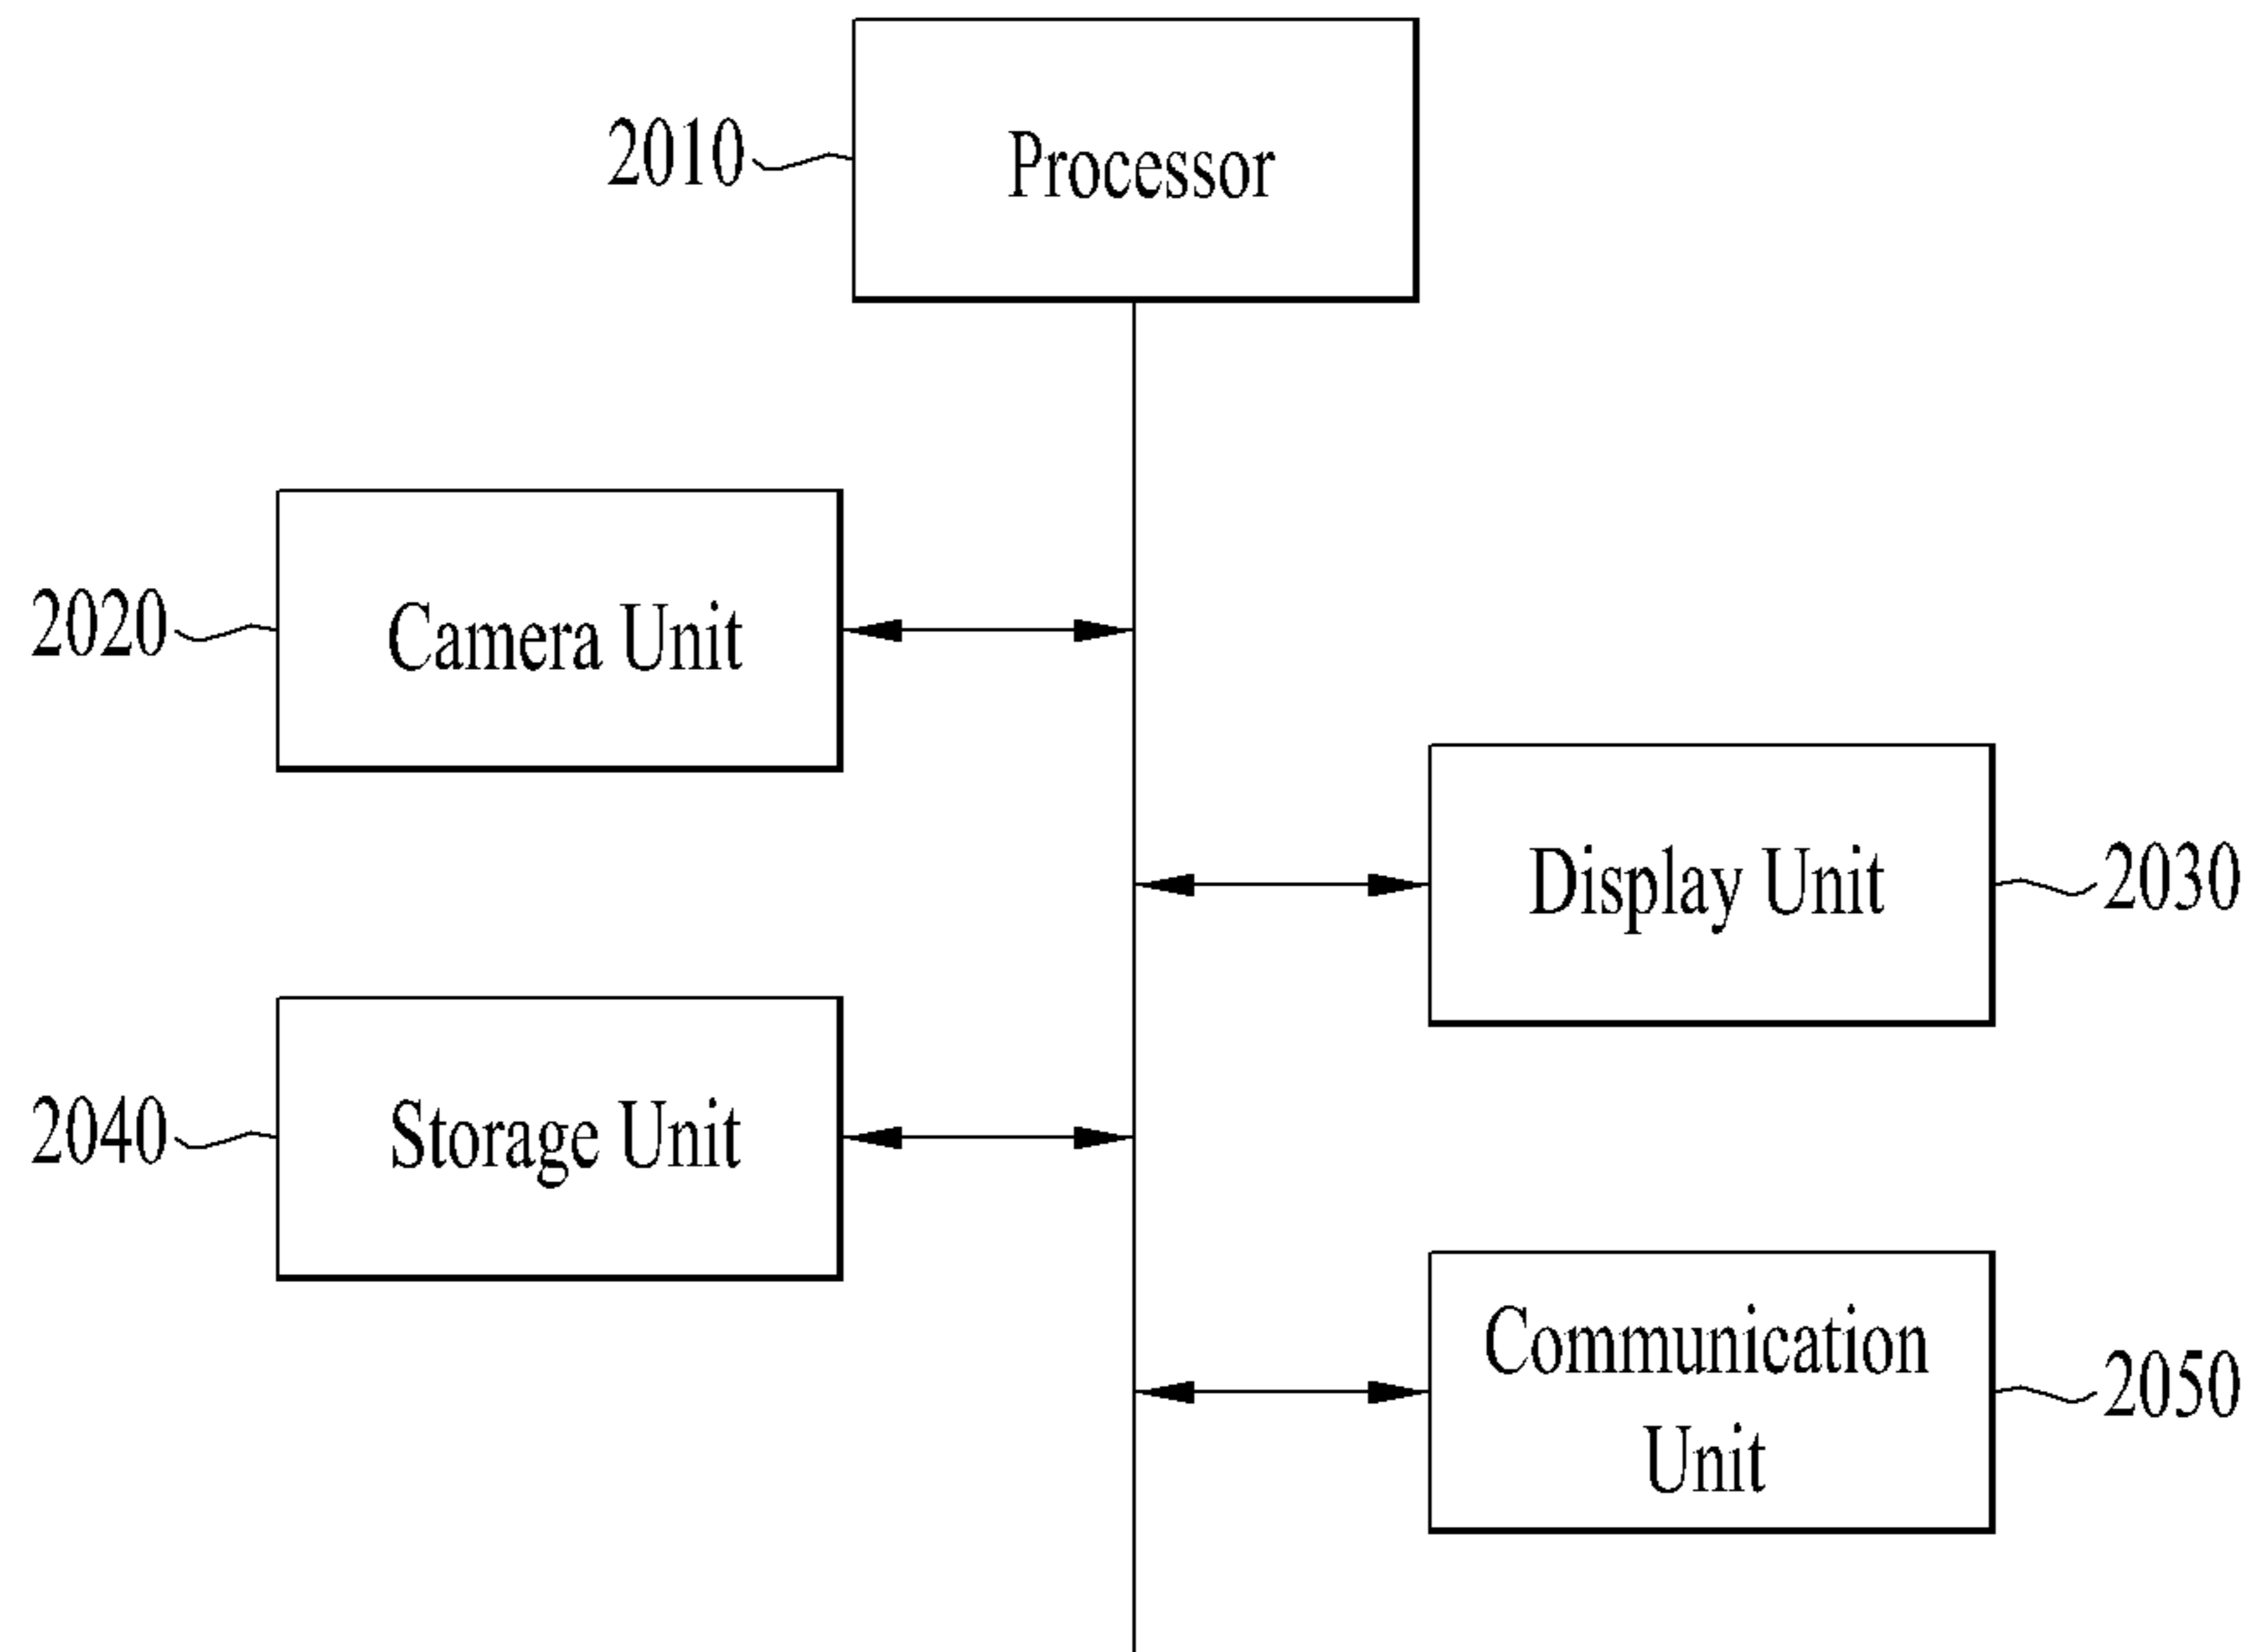 2010
Processor
2020
Camera Unit
Display Unit
2030
2040
Storage Unit
Communication
Unit
2050